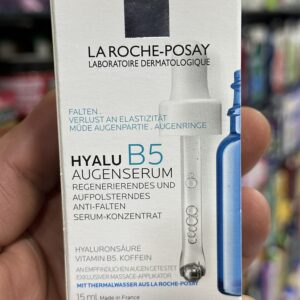 LA ROCHE-POSAY
LABORATOIRE DERMATOLOGIQUE
FALTEN.
VERLUST AN ELASTIZITÄT
MÜDE AUGENPARTIE. AUGENRINGE
HYALU B5
AUGENSERUM
REGENERIERENDES UND
AUFPOLSTERNDES
ANTI-FALTEN
SERUM-KONZENTRAT
HYALURONSÄURE
VITAMIN B5. KOFFEIN
AN EMPFINDLICHEN AUGEN GETESTET
EXKLUSIVER MASSAGE-APPLIKATOR
MIT THERMALWASSER AUS LA ROCHE-POSAY
15 ml Made in France